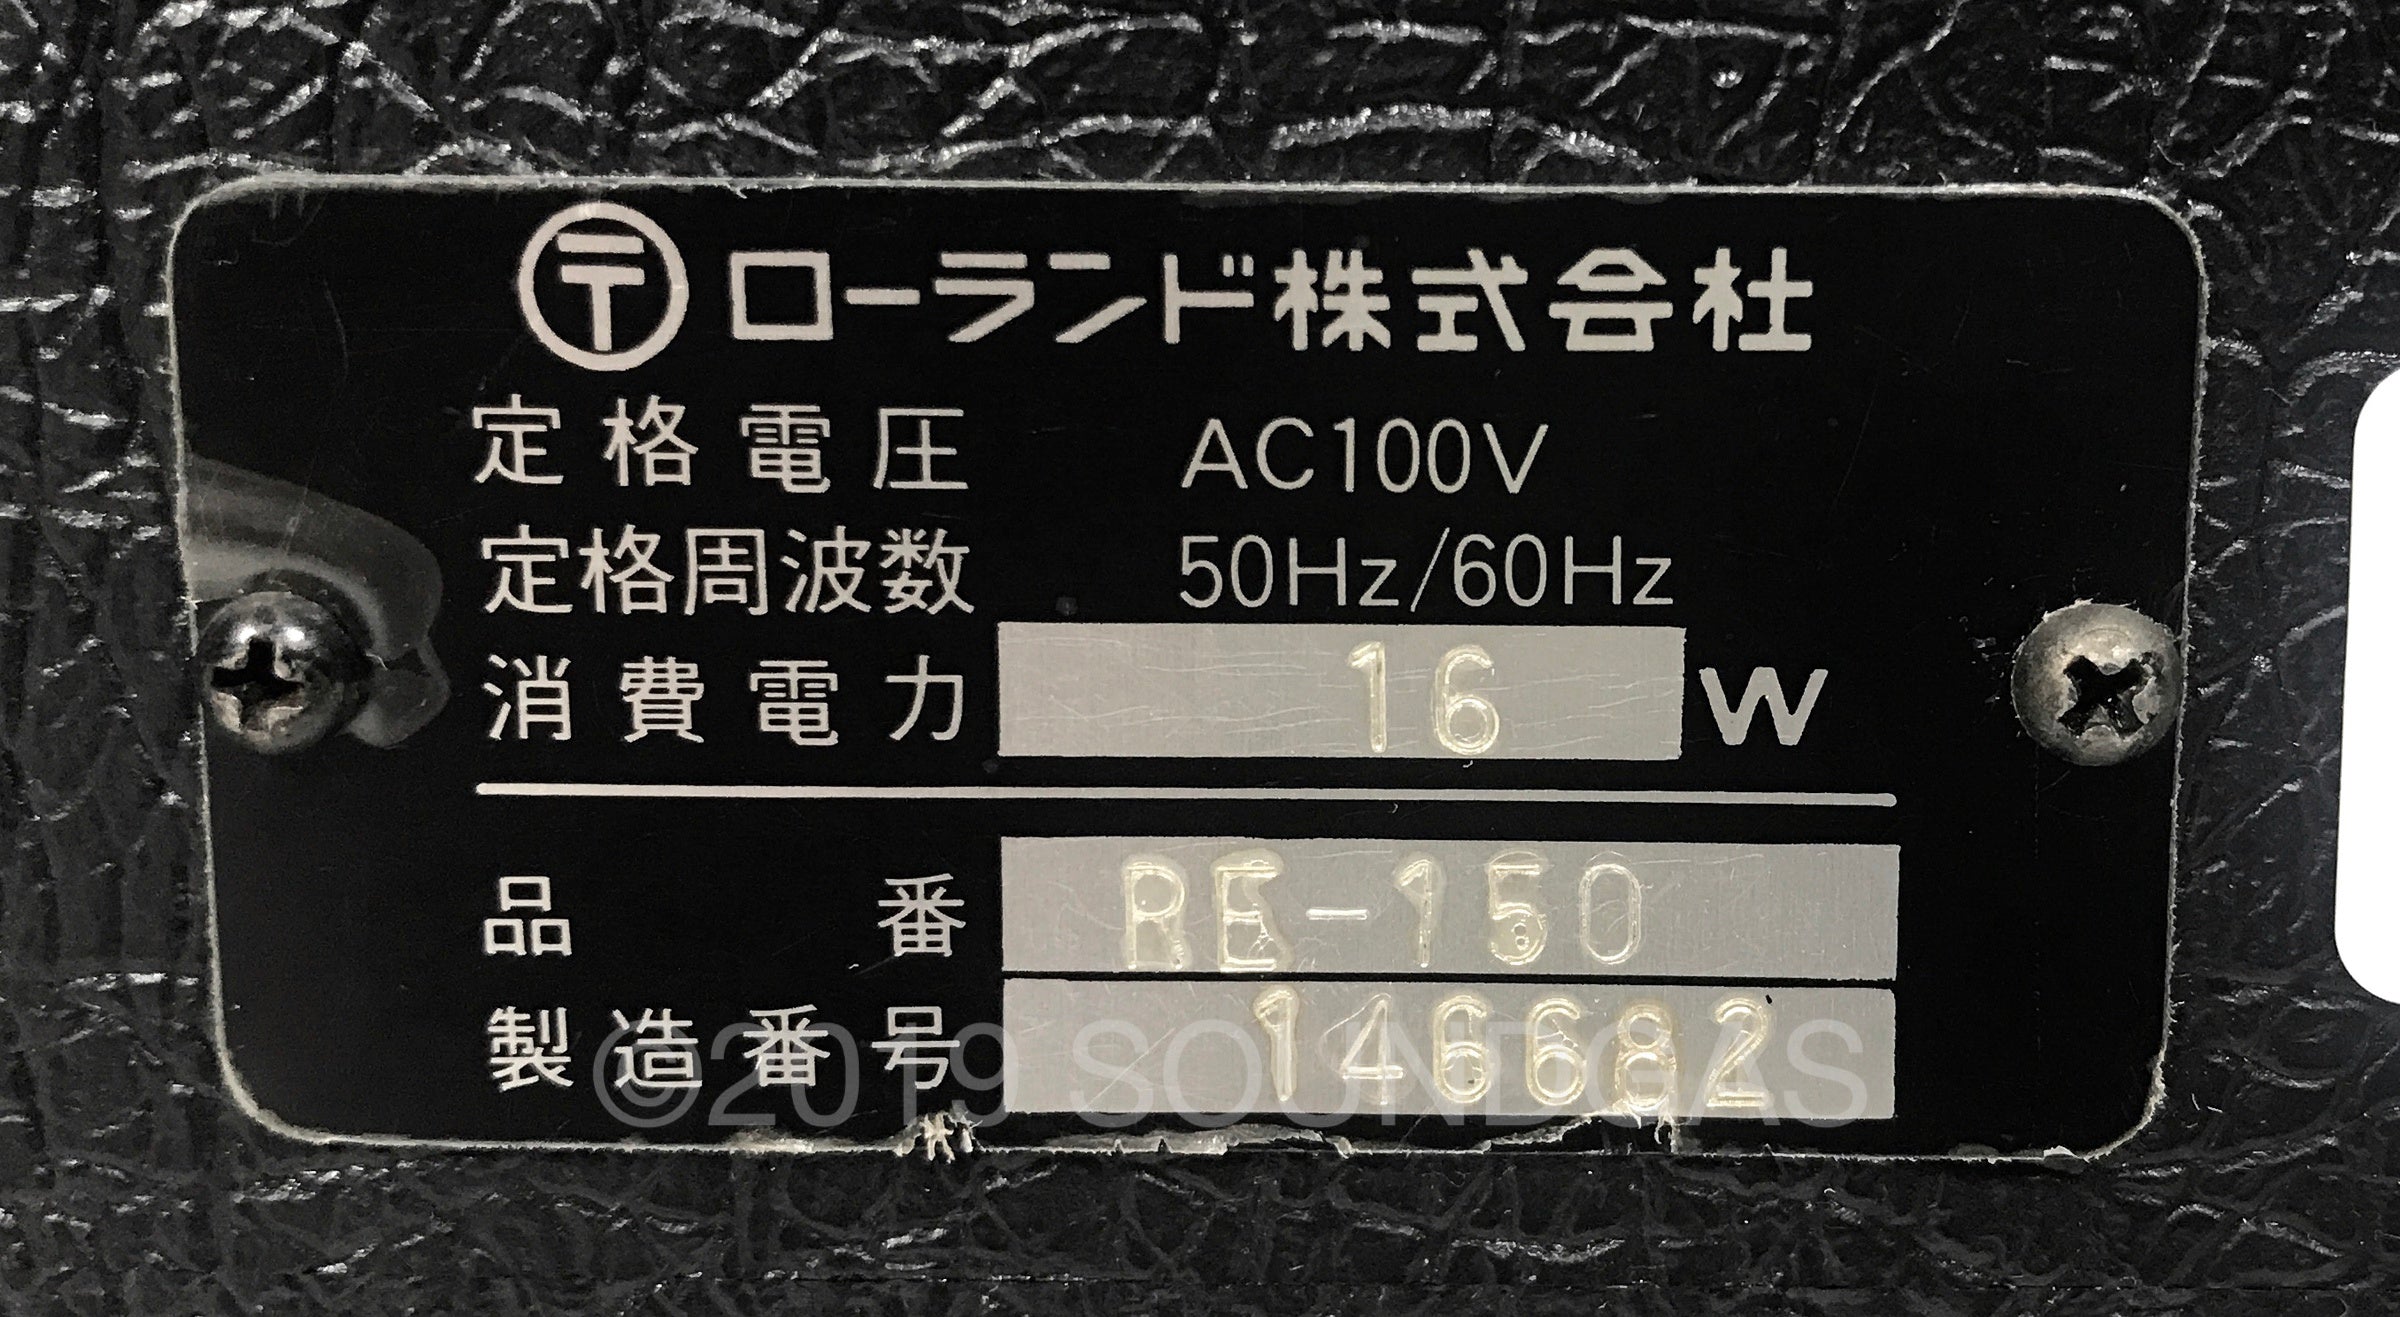 〒ローランド株式会社
定格電圧 AC100V
定格周波数 50Hz/60Hz
消費電力 16 W
品番 RE-150
製造番号 146682
©2019 SOUNDGAS